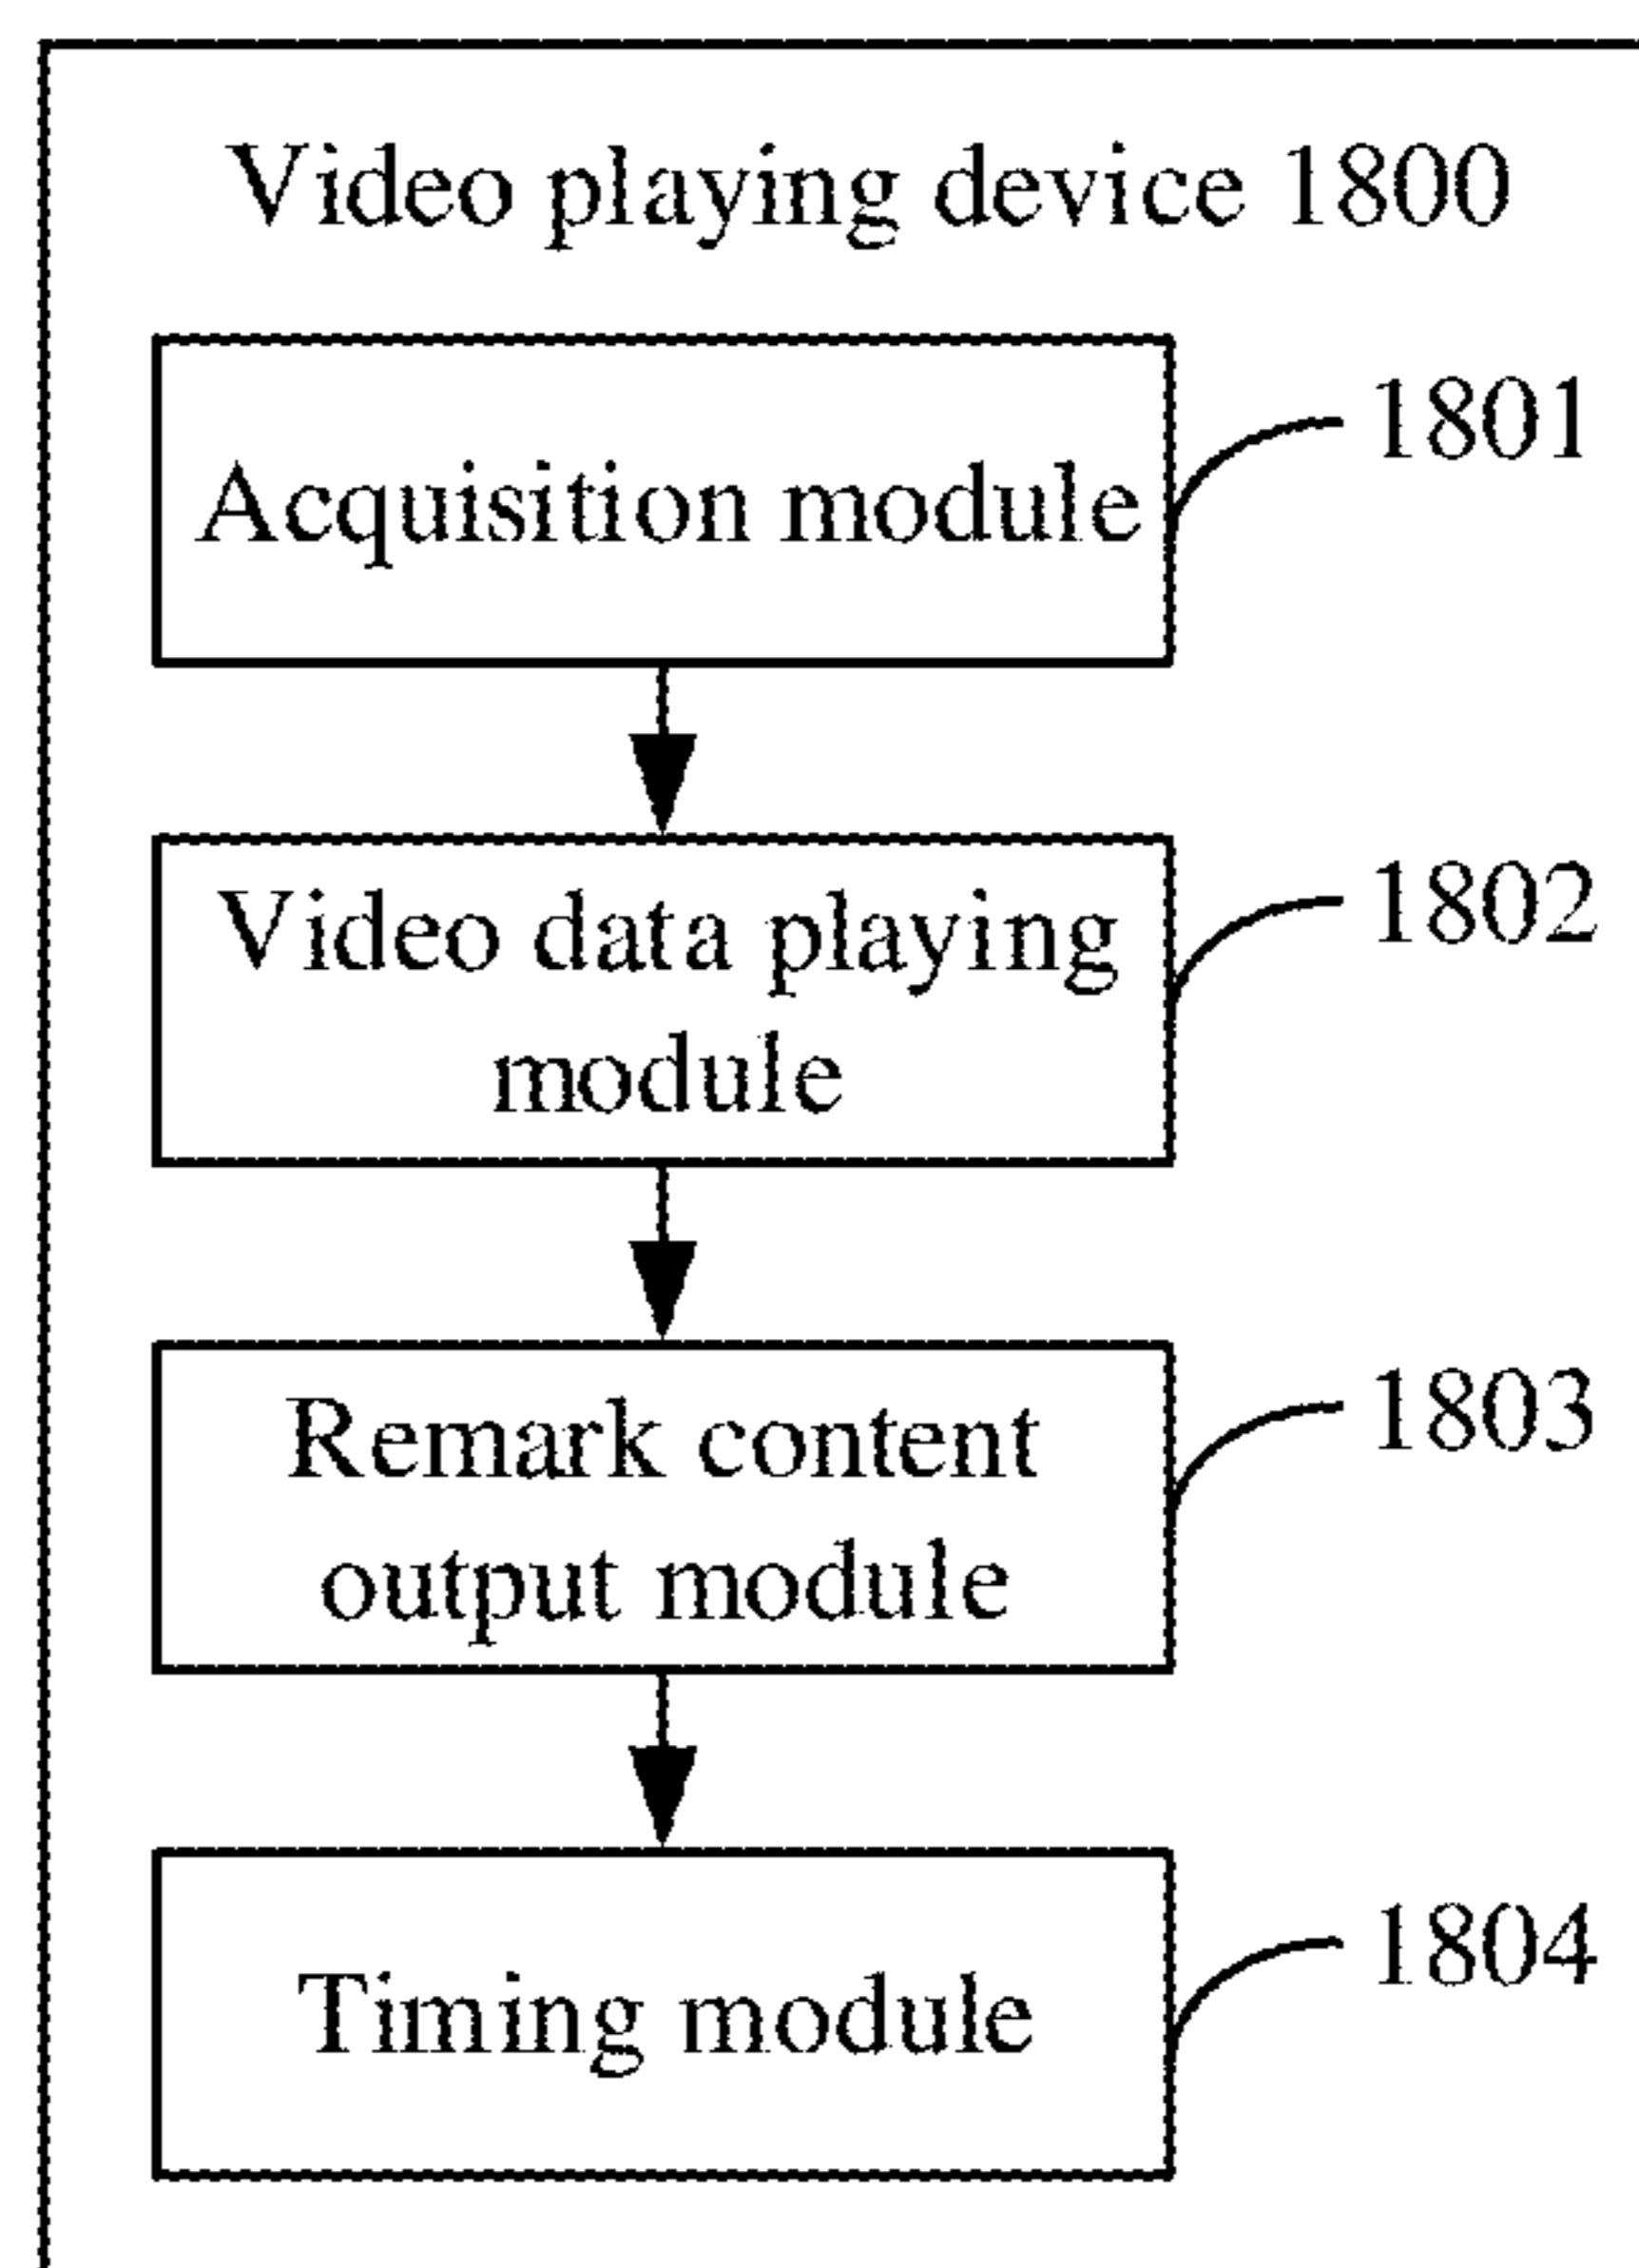 Video playing device 1800
Acquisition module
1801
Video data playing
module
1802
Remark content
output module
1803
Timing module
1804